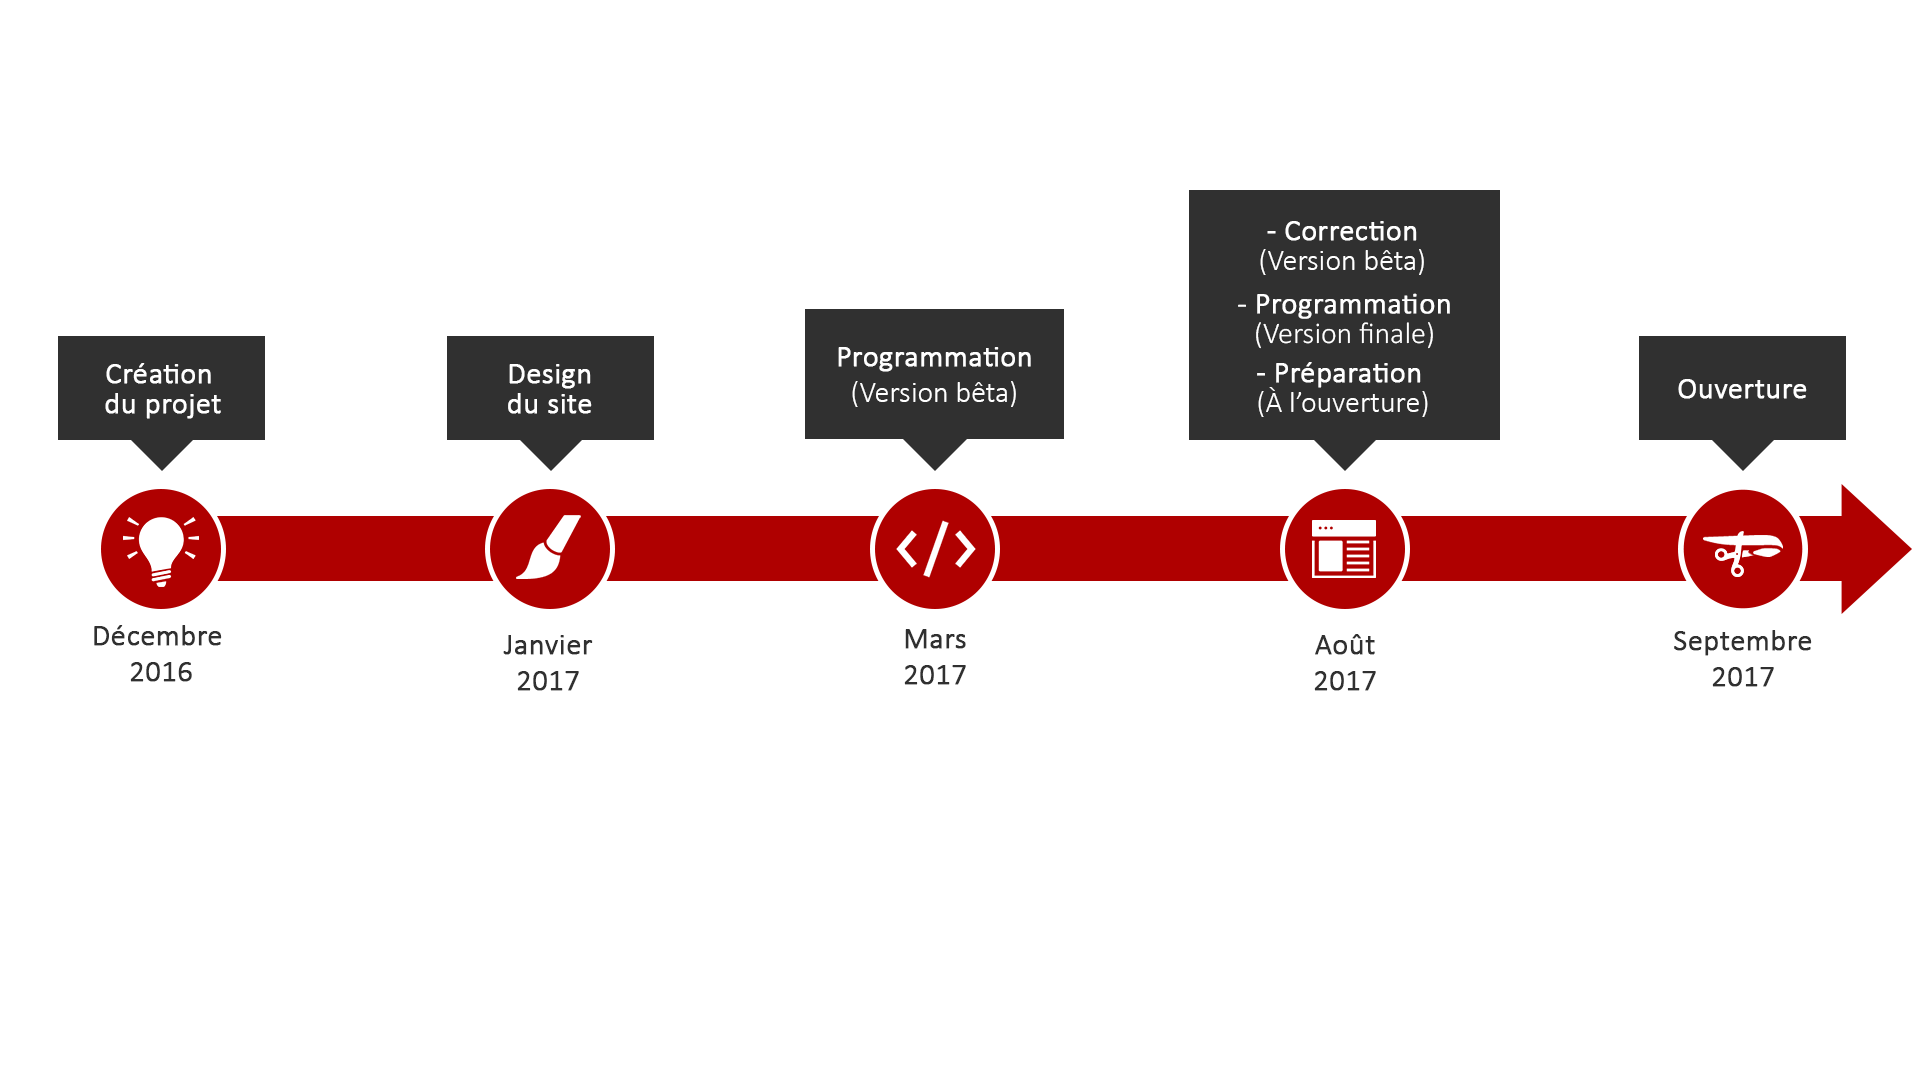 Création
du projet
Décembre
2016
Design
du site
Janvier
2017
Programmation
(Version bêta)
Mars
2017
- Correction
(Version bêta)
- Programmation
(Version finale)
- Préparation
(À l’ouverture)
Août
2017
Ouverture
Septembre
2017